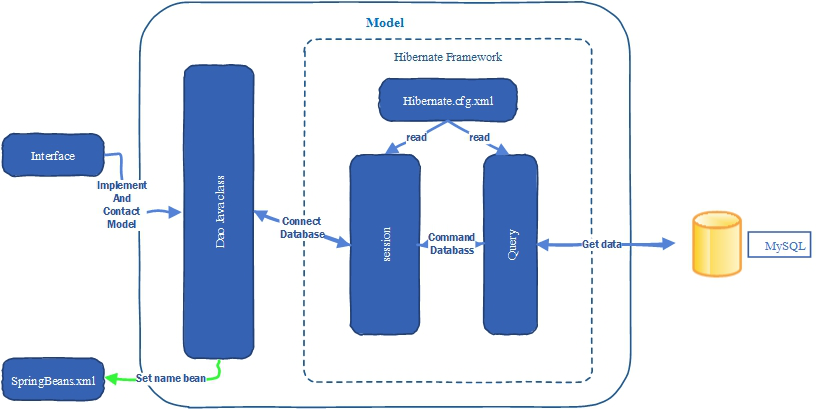 Model
Hibernate Framework
Hibernate.cfg.xml
read
read
Interface
Implement
And
Contact
Model
Dao Java class
Connect
Database
session
Command
Databass
Query
Get data
MySQL
Set name bean
SpringBeans.xml